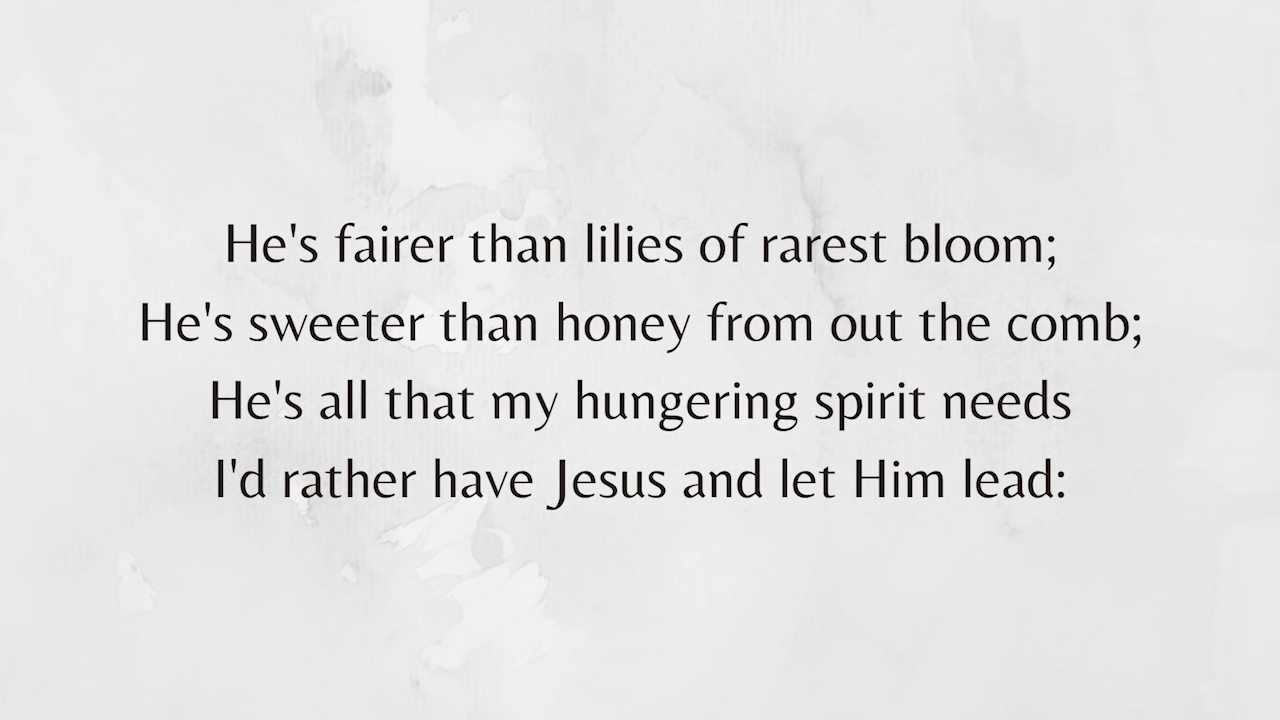 He's fairer than lilies of rarest bloom;
He's sweeter than honey from out the comb;
He's all that my hungering spirit needs
I'd rather have Jesus and let Him lead: